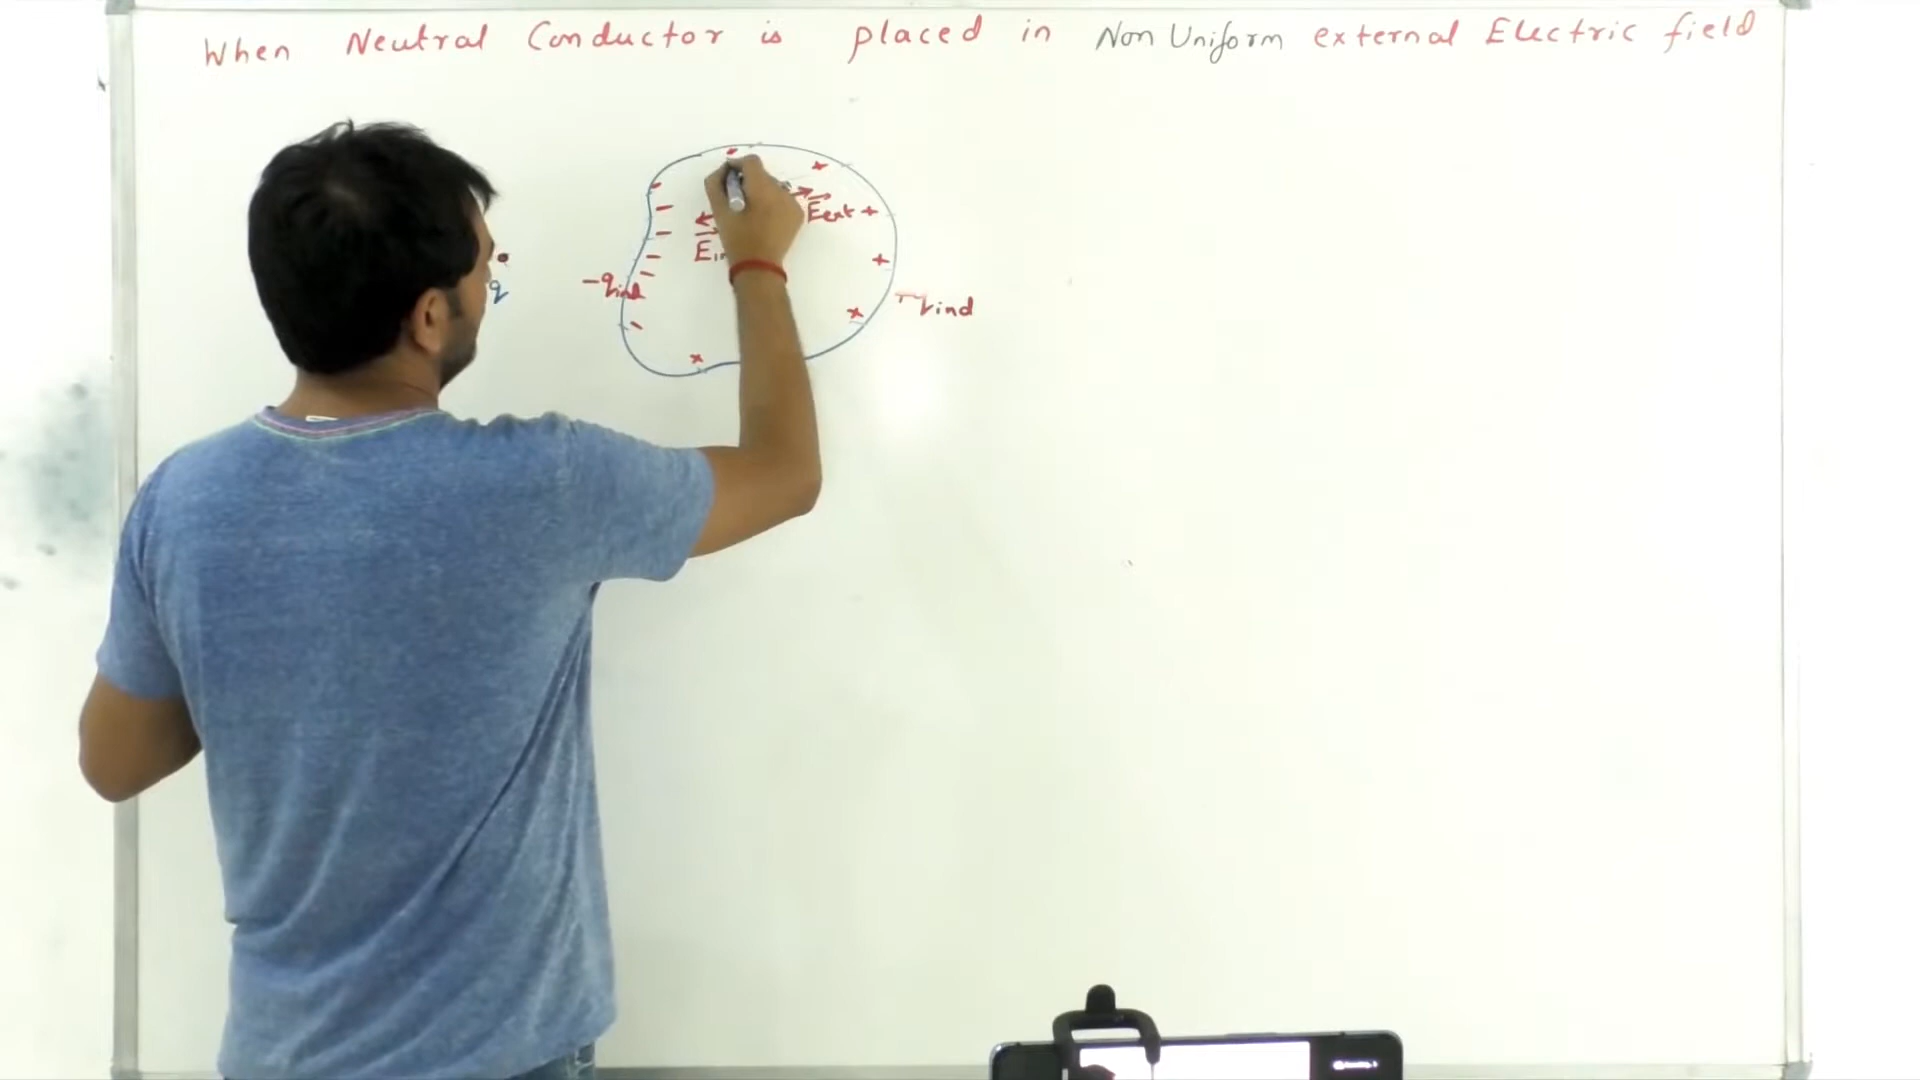 When Neutral Conductor is placed in Non Uniform external Electric field
Eext
q
-qind
qind